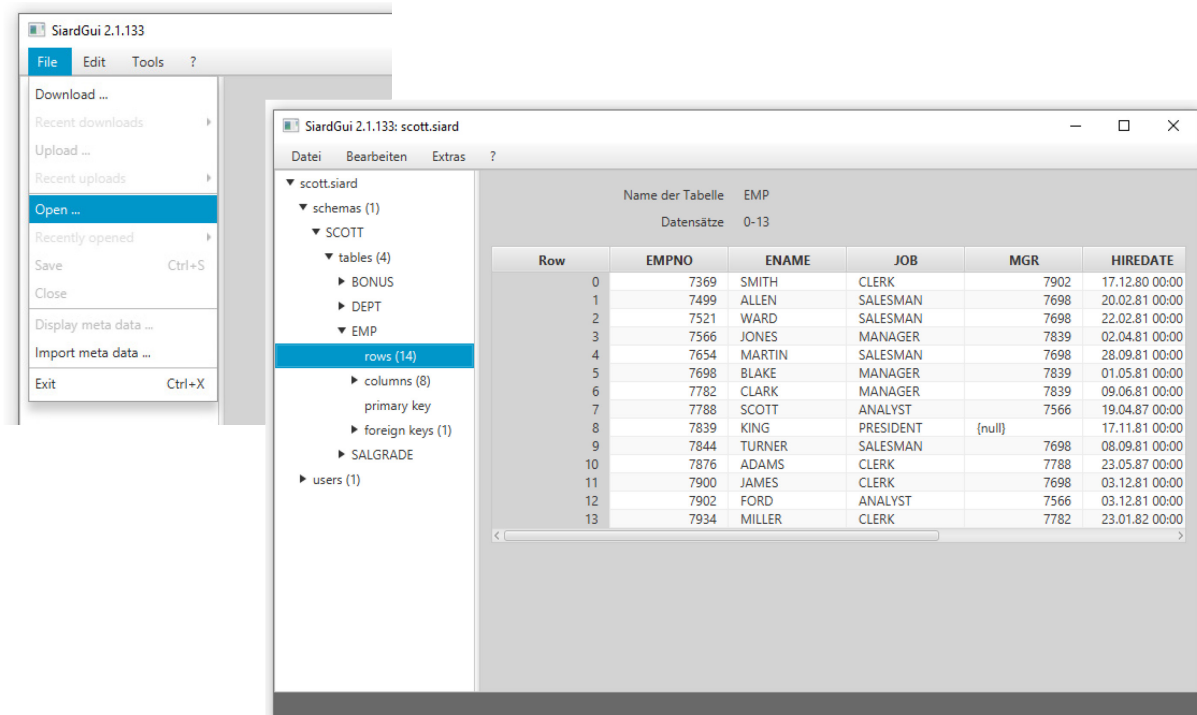 SiardGui 2.1.133
File Edit Tools ?
Download ...
Recent downloads
Upload ...
Recent uploads
Open ...
Recently opened
Save Ctrl+S
Close
Display meta data ...
Import meta data ...
Exit Ctrl+X
SiardGui 2.1.133: scott.siard
Datei Bearbeiten Extras ?
scott.siard
schemas (1)
SCOTT
tables (4)
BONUS
DEPT
EMP
rows (14)
columns (8)
primary key
foreign keys (1)
SALGRADE
users (1)
Name der Tabelle EMP
Datensätze 0-13
Row EMPNO ENAME JOB MGR HIREDATE
0 7369 SMITH CLERK 7902 17.12.80 00:00
1 7499 ALLEN SALESMAN 7698 20.02.81 00:00
2 7521 WARD SALESMAN 7698 22.02.81 00:00
3 7566 JONES MANAGER 7839 02.04.81 00:00
4 7654 MARTIN SALESMAN 7698 28.09.81 00:00
5 7698 BLAKE MANAGER 7839 01.05.81 00:00
6 7782 CLARK MANAGER 7839 09.06.81 00:00
7 7788 SCOTT ANALYST 7566 19.04.87 00:00
8 7839 KING PRESIDENT {null} 17.11.81 00:00
9 7844 TURNER SALESMAN 7698 08.09.81 00:00
10 7876 ADAMS CLERK 7788 23.05.87 00:00
11 7900 JAMES CLERK 7698 03.12.81 00:00
12 7902 FORD ANALYST 7566 03.12.81 00:00
13 7934 MILLER CLERK 7782 23.01.82 00:00